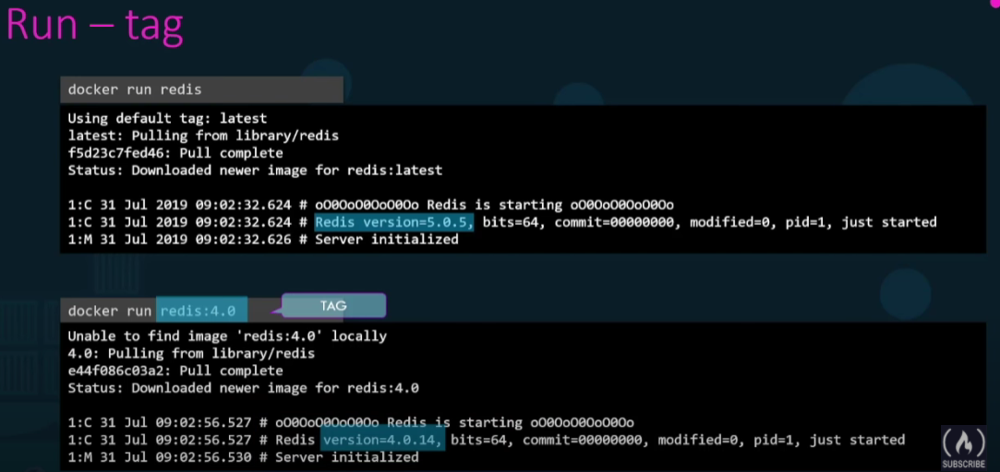 Run – tag
docker run redis
Using default tag: latest
latest: Pulling from library/redis
f5d23c7fed46: Pull complete
Status: Downloaded newer image for redis:latest
1:C 31 Jul 2019 09:02:32.624 # oO0OoO0OoO0Oo Redis is starting oO0OoO0OoO0Oo
1:C 31 Jul 2019 09:02:32.624 # Redis version=5.0.5, bits=64, commit=00000000, modified=0, pid=1, just started
1:M 31 Jul 2019 09:02:32.626 # Server initialized
docker run redis:4.0
TAG
Unable to find image 'redis:4.0' locally
4.0: Pulling from library/redis
e44f086c03a2: Pull complete
Status: Downloaded newer image for redis:4.0
1:C 31 Jul 09:02:56.527 # oO0OoO0OoO0Oo Redis is starting oO0OoO0OoO0Oo
1:C 31 Jul 09:02:56.527 # Redis version=4.0.14, bits=64, commit=00000000, modified=0, pid=1, just started
1:M 31 Jul 09:02:56.530 # Server initialized
SUBSCRIBE